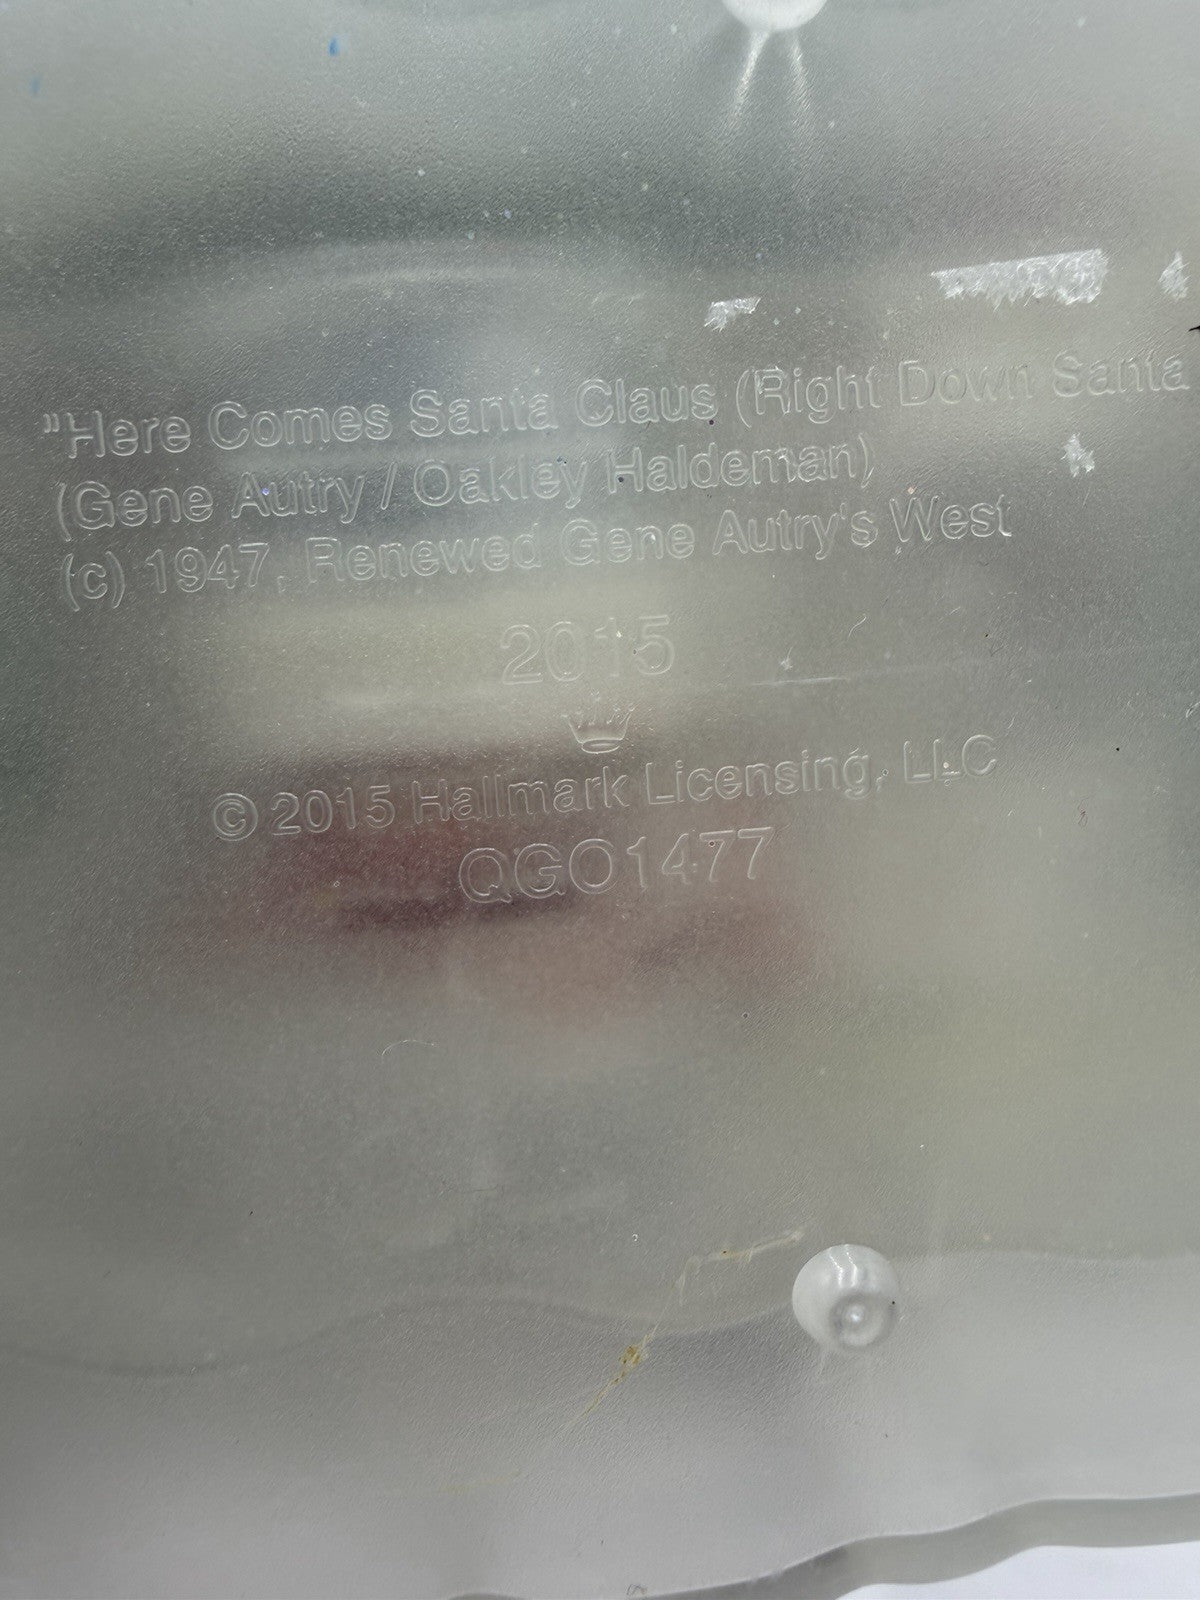 "Here Comes Santa Claus (Right Down Santa
(Gene Autry / Oakley Haldeman)
(c) 1947, Renewed Gene Autry's West
2015
© 2015 Hallmark Licensing, LLC
QGO1477